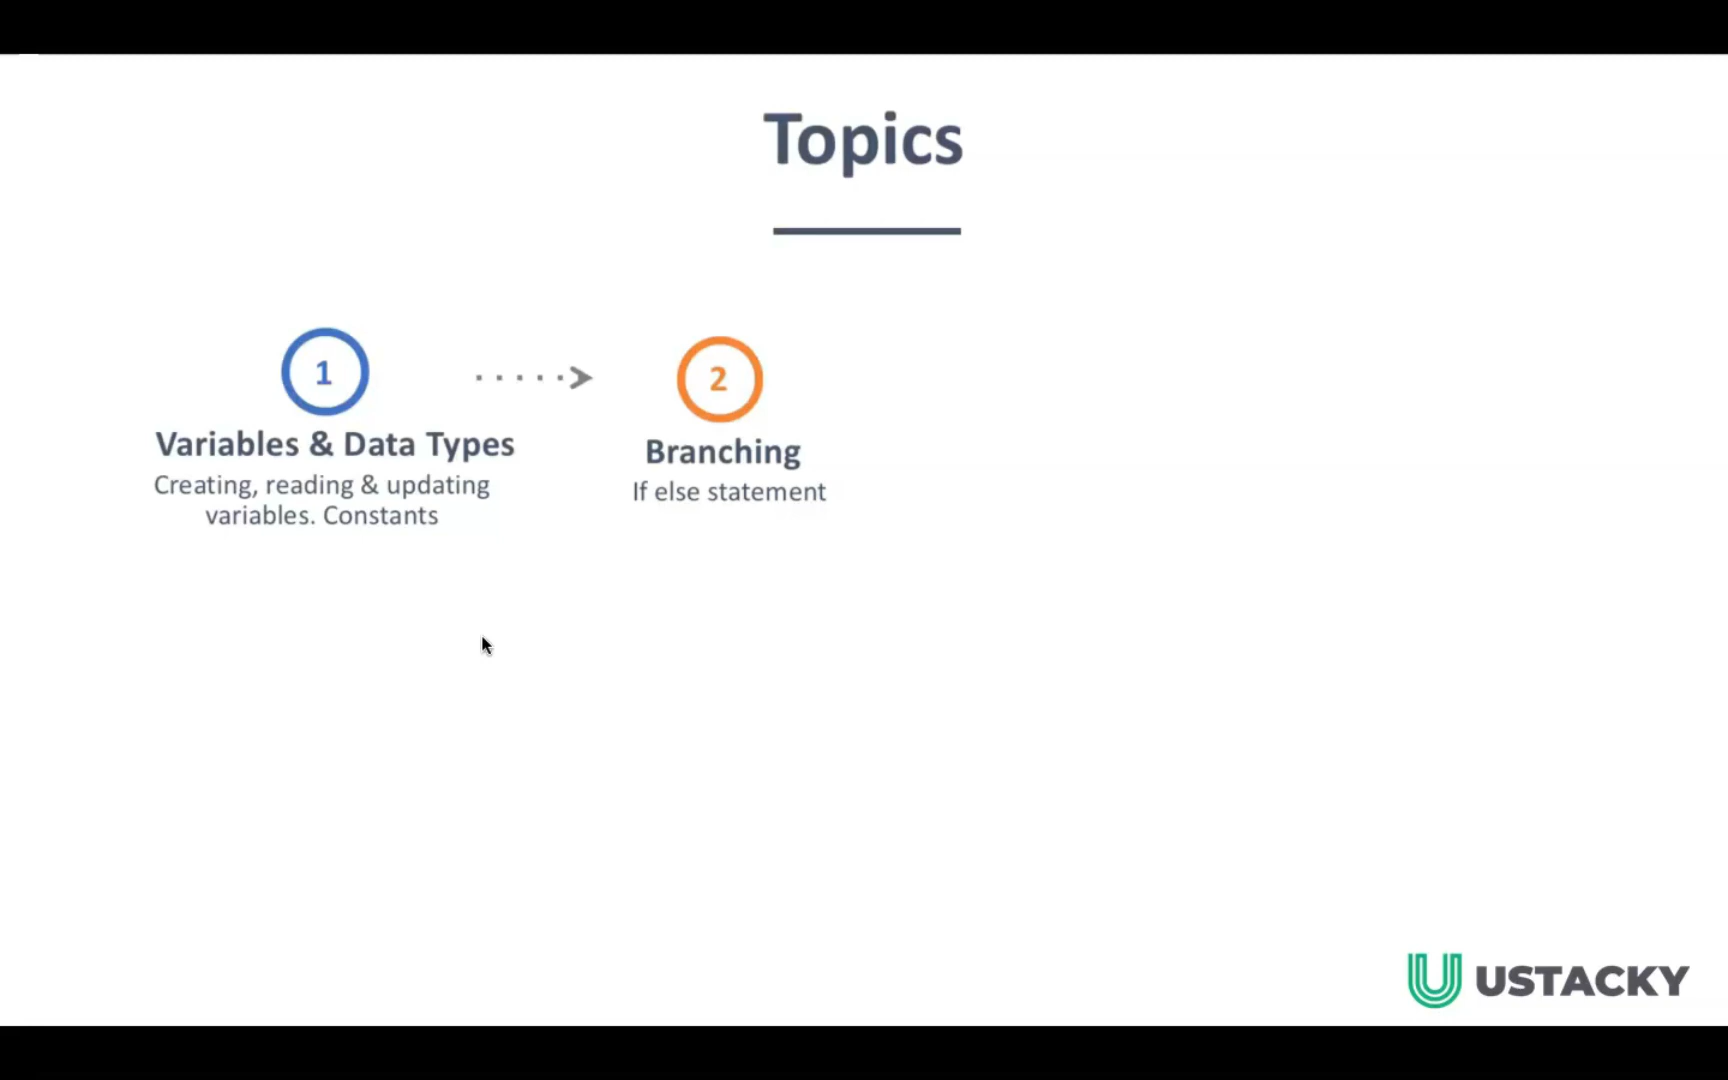 Topics
1
Variables & Data Types
Creating, reading & updating
variables. Constants
2
Branching
If else statement
USTACKY